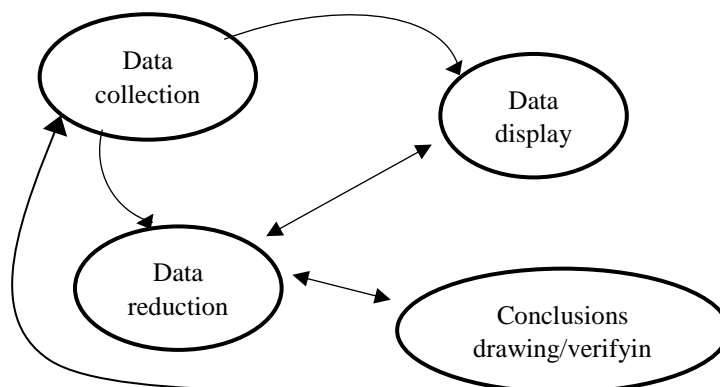 Data
collection
Data
display
Data
reduction
Conclusions
drawing/verifyin